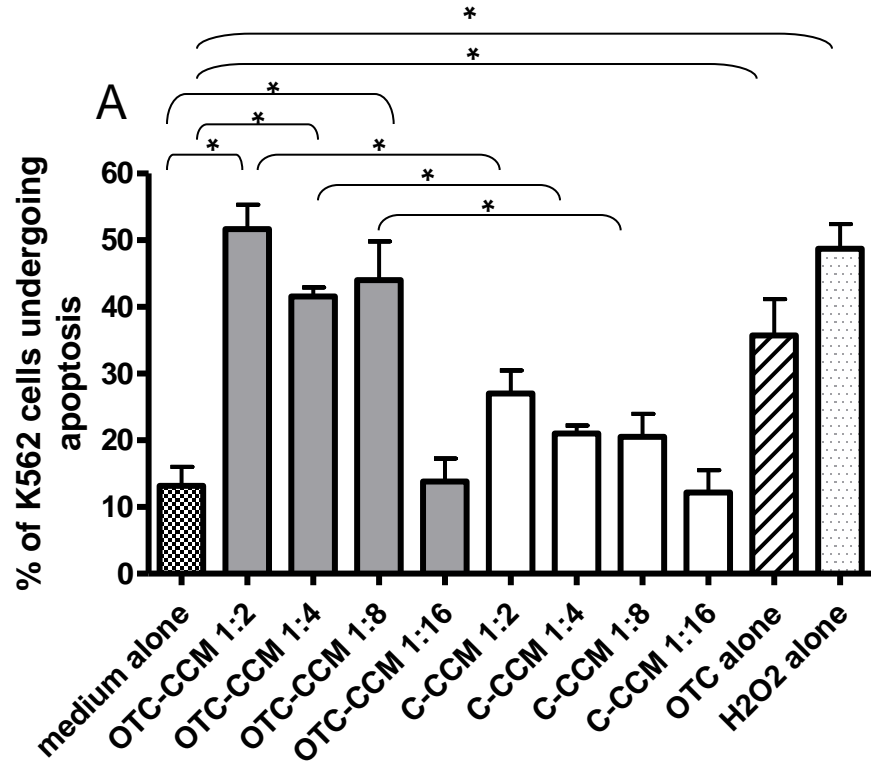 *
*
A
*
*
*
*
*
*
% of K562 cells undergoing
apoptosis
60
50
40
30
20
10
0
medium alone
OTC-CCM 1:2
OTC-CCM 1:4
OTC-CCM 1:8
OTC-CCM 1:16
C-CCM 1:2
C-CCM 1:4
C-CCM 1:8
C-CCM 1:16
OTC alone
H2O2 alone